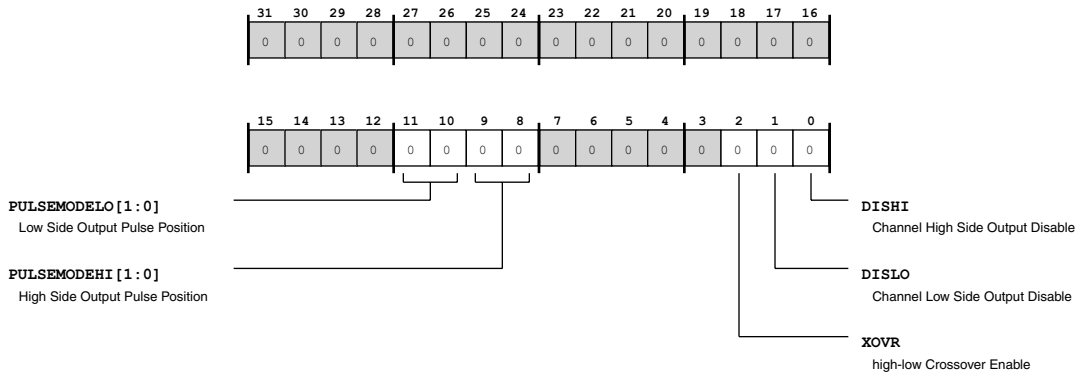 31 30 29 28 27 26 25 24 23 22 21 20 19 18 17 16
0 0 0 0 0 0 0 0 0 0 0 0 0 0 0 0
15 14 13 12 11 10 9 8 7 6 5 4 3 2 1 0
0 0 0 0 0 0 0 0 0 0 0 0 0 0 0 0
PULSEMODELO[1:0]
Low Side Output Pulse Position
PULSEMODEHI[1:0]
High Side Output Pulse Position
DISHI
Channel High Side Output Disable
DISLO
Channel Low Side Output Disable
XOVR
high-low Crossover Enable